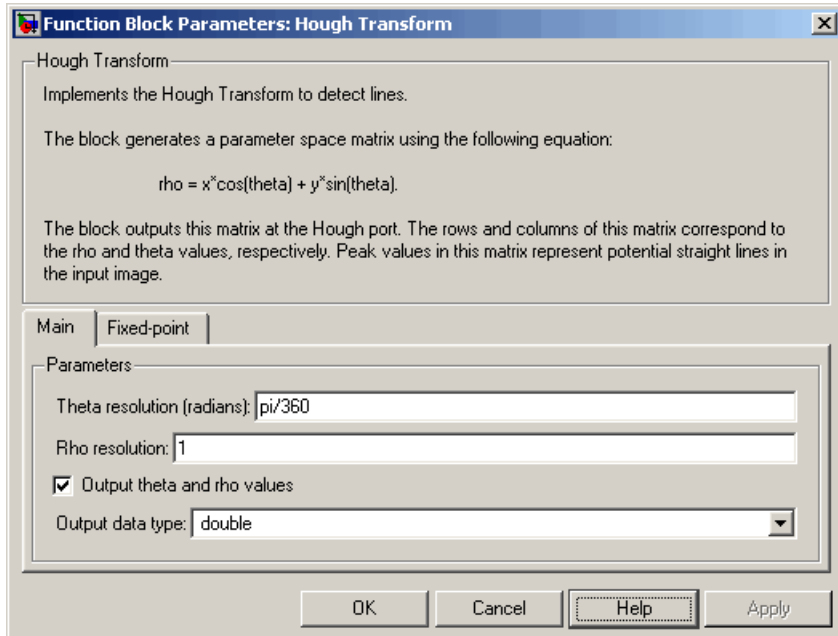 Function Block Parameters: Hough Transform
Hough Transform
Implements the Hough Transform to detect lines.
The block generates a parameter space matrix using the following equation:
rho = x*cos(theta) + y*sin(theta).
The block outputs this matrix at the Hough port. The rows and columns of this matrix correspond to
the rho and theta values, respectively. Peak values in this matrix represent potential straight lines in
the input image.
Main Fixed-point
Parameters
Theta resolution (radians): pi/360
Rho resolution: 1
Output theta and rho values
Output data type: double
OK Cancel Help Apply